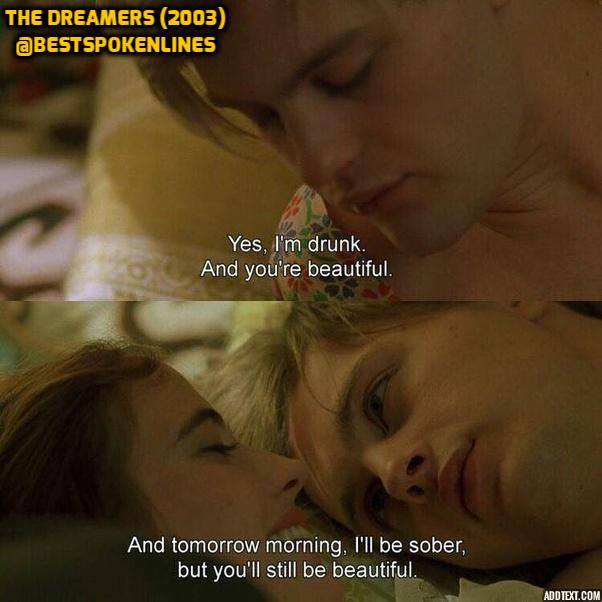 THE DREAMERS (2003)
@BESTSPOKENLINES
Yes, I'm drunk.
And you're beautiful.
And tomorrow morning, I'll be sober,
but you'll still be beautiful.
ADDTEXT.COM